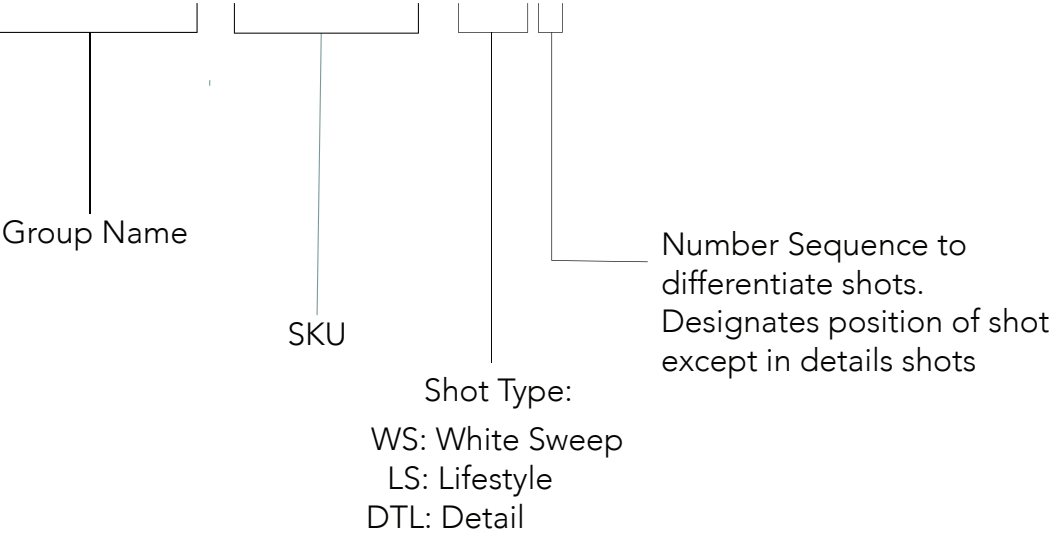 Group Name
SKU
Number Sequence to
differentiate shots.
Designates position of shot
except in details shots
Shot Type:
WS: White Sweep
LS: Lifestyle
DTL: Detail